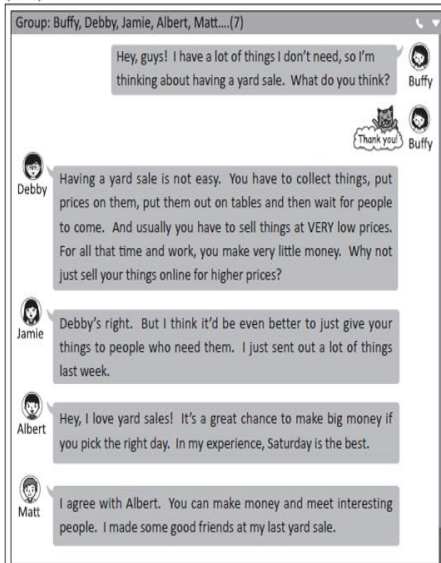 Group: Buffy, Debby, Jamie, Albert, Matt....(7)
Hey, guys! I have a lot of things I don't need, so I'm
thinking about having a yard sale. What do you think?
Buffy
Thank you!
Buffy
Debby
Having a yard sale is not easy. You have to collect things, put
prices on them, put them out on tables and then wait for people
to come. And usually you have to sell things at VERY low prices.
For all that time and work, you make very little money. Why not
just sell your things online for higher prices?
Jamie
Debby's right. But I think it'd be even better to just give your
things to people who need them. I just sent out a lot of things
last week.
Albert
Hey, I love yard sales! It's a great chance to make big money if
you pick the right day. In my experience, Saturday is the best.
Matt
I agree with Albert. You can make money and meet interesting
people. I made some good friends at my last yard sale.